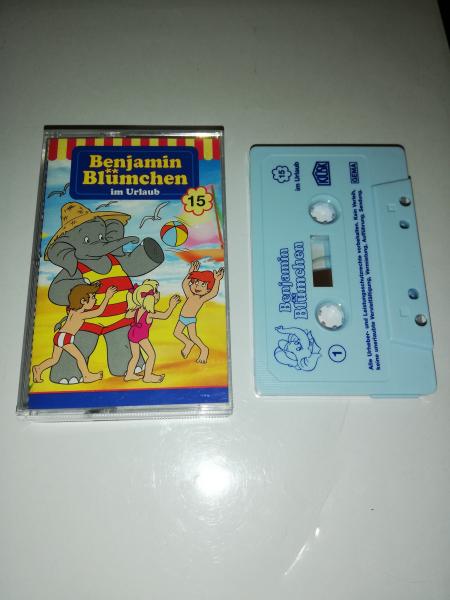 Benjamin
Blümchen
im Urlaub
15
15
im Urlaub
KIOSK
GEMA
Benjamin
Blümchen
1
Alle Urheber- und Leistungsschutzrechte vorbehalten. Kein Verleih,
keine unerlaubte Vervielfältigung, Vermietung, Aufführung, Sendung.